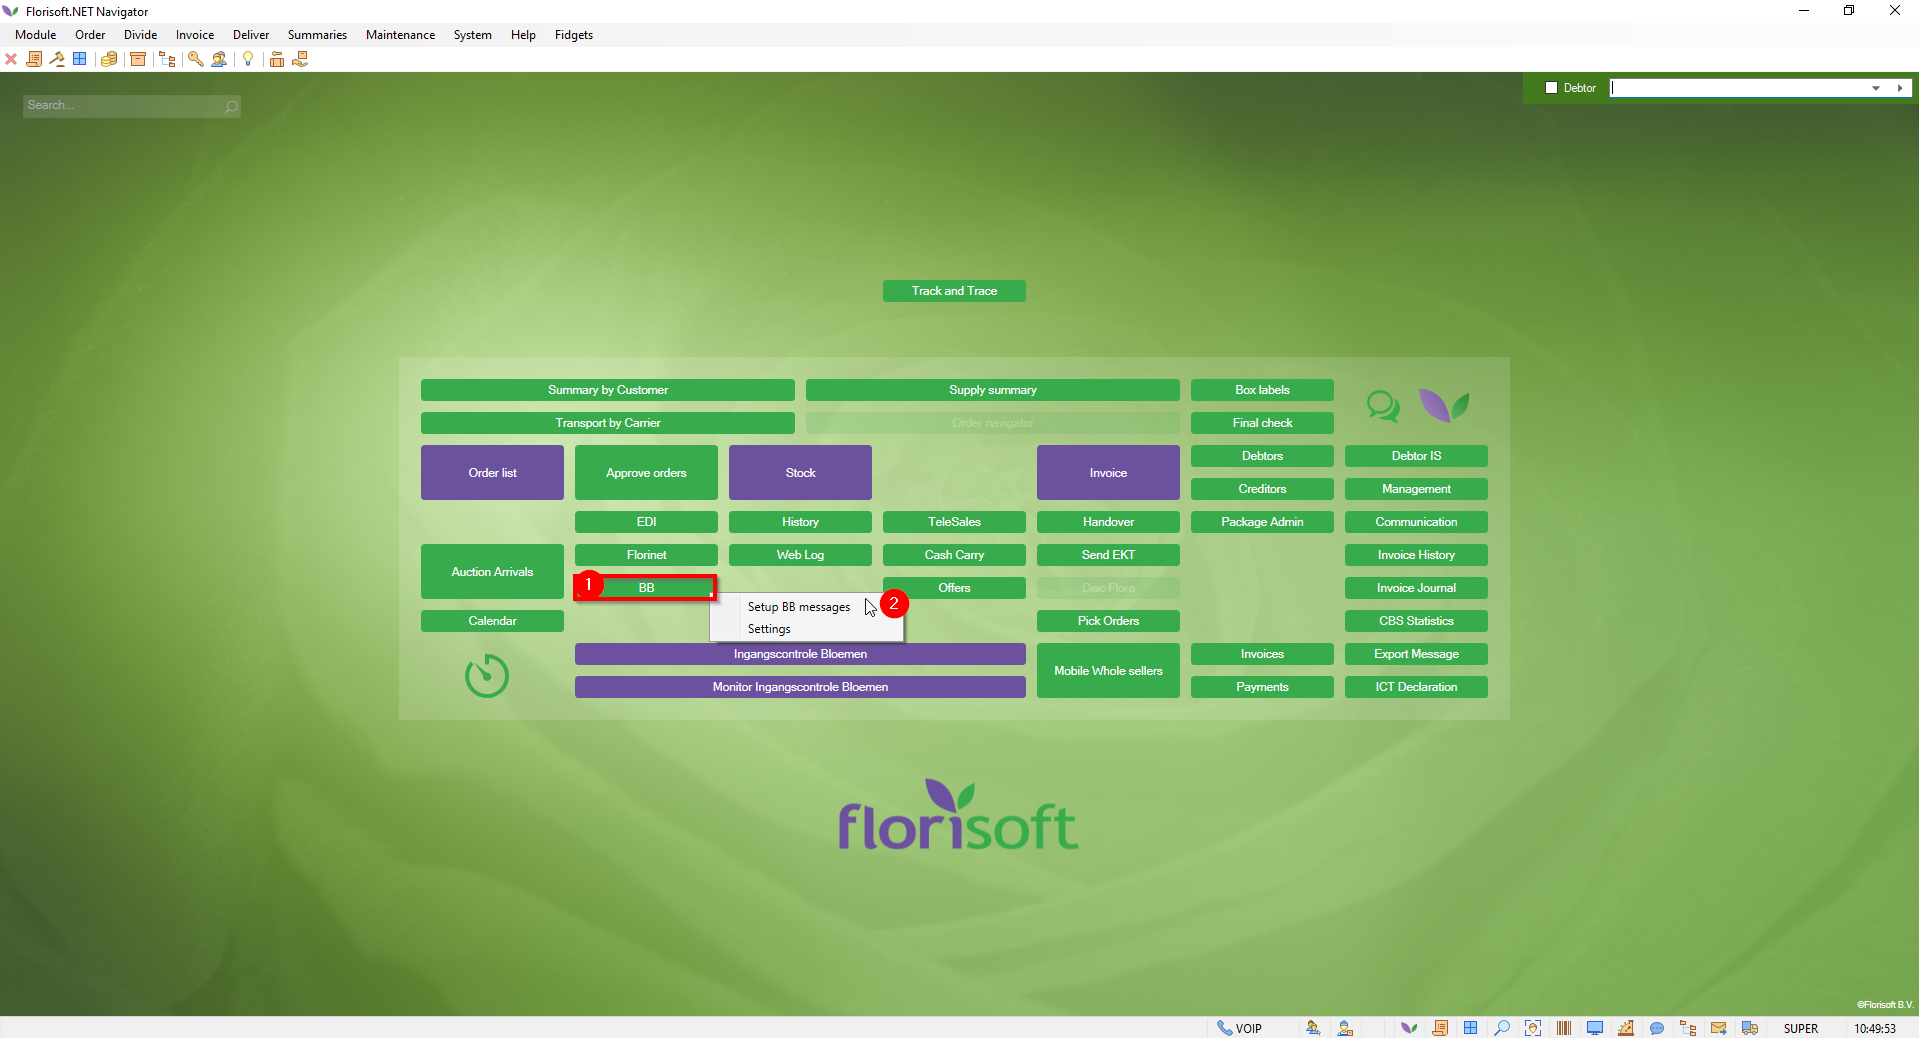 Florisoft.NET Navigator
Module Order Divide Invoice Deliver Summaries Maintenance System Help Fidgets
Search...
Debtor
Track and Trace
Summary by Customer Supply summary Box labels
Transport by Carrier Order navigator Final check
Order list Approve orders Stock Invoice
Debtors Debtor IS
Creditors Management
EDI History TeleSales Handover Package Admin Communication
Florinet Web Log Cash Carry Send EKT Invoice History
Auction Arrivals
1 BB Offers Disc Flora Invoice Journal
Setup BB messages 2
Calendar Pick Orders CBS Statistics
Settings
Ingangscontrole Bloemen Invoices Export Message
Mobile Whole sellers
Monitor Ingangscontrole Bloemen Payments ICT Declaration
florisoft
©Florisoft B.V.
VOIP SUPER 10:49:53